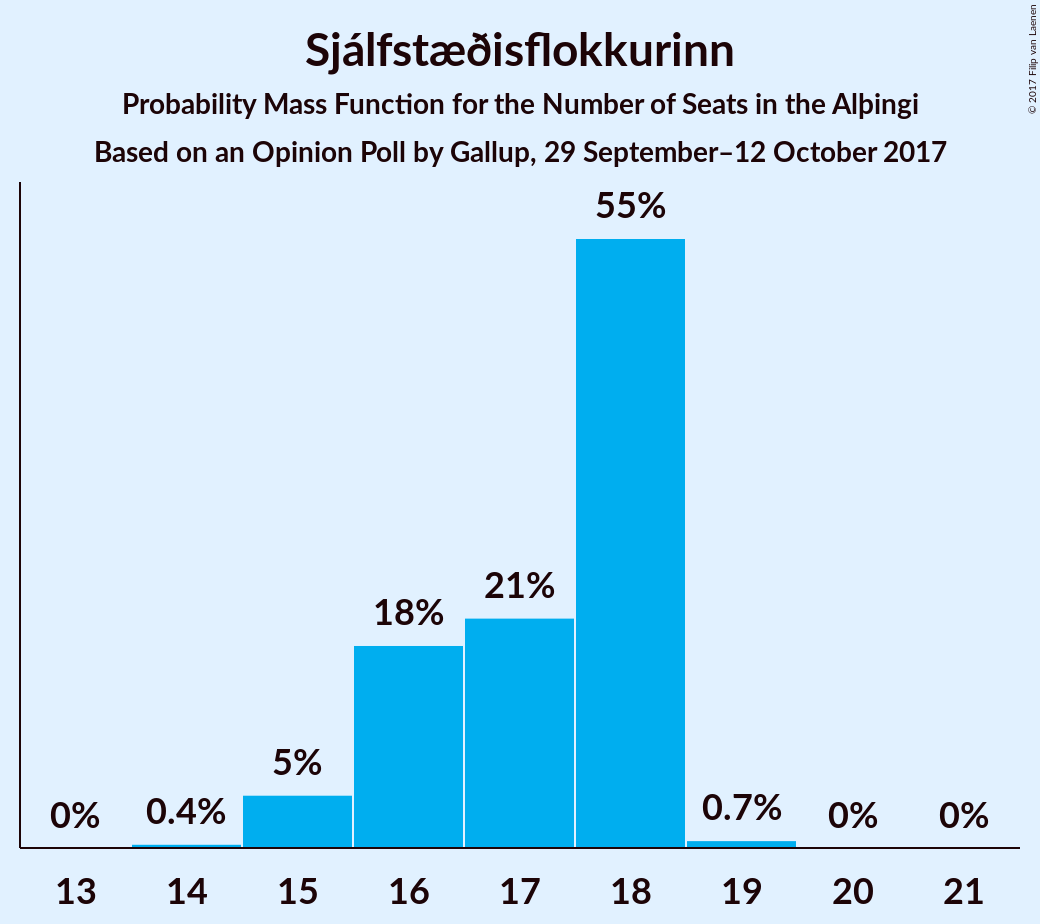 Sjálfstæðisflokkurinn
Probability Mass Function for the Number of Seats in the Alþingi
Based on an Opinion Poll by Gallup, 29 September–12 October 2017
© 2017 Filip van Laenen
55%
21%
18%
5%
0%
0.4%
0.7%
0%
0%
13 14 15 16 17 18 19 20 21